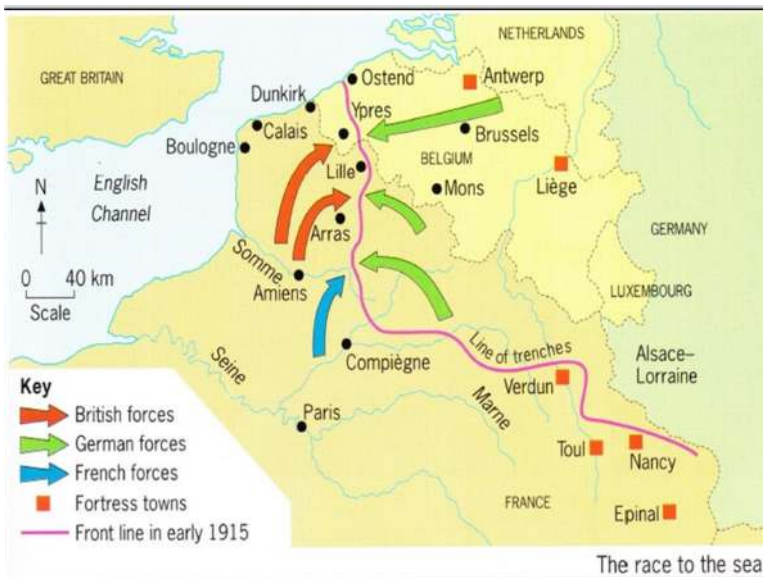 NETHERLANDS
GREAT BRITAIN
Ostend
Antwerp
Dunkirk
Ypres
Calais
Brussels
Boulogne
BELGIUM
Lille
N
English
Channel
Mons
Liège
Arras
GERMANY
Somme
0 40 km
Scale
Amiens
LUXEMBOURG
Line of trenches
Compiègne
Alsace–
Lorraine
Seine
Verdun
Marne
Key
British forces
Paris
German forces
Toul
Nancy
French forces
Fortress towns
FRANCE
Epinal
Front line in early 1915
The race to the sea